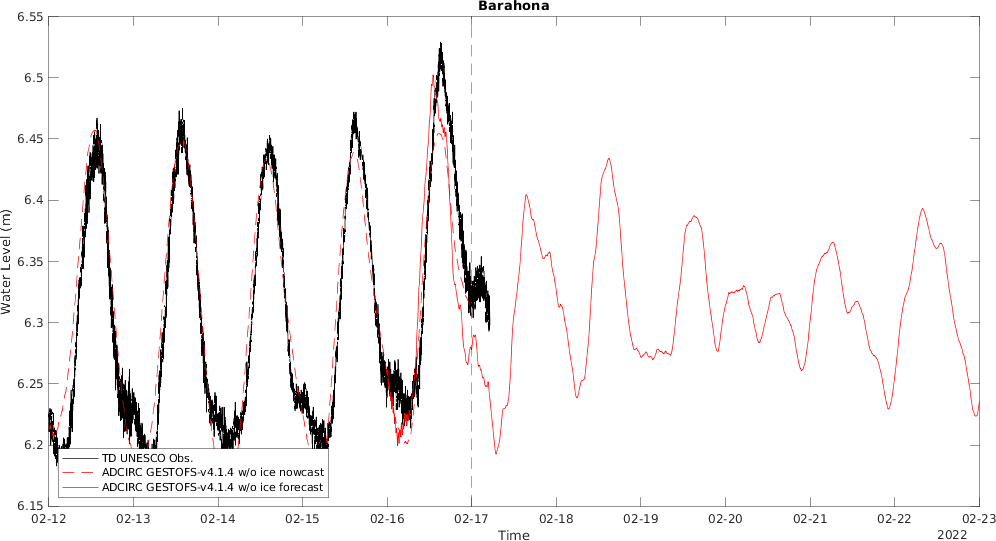 Barahona
6.55
6.5
6.45
6.4
6.35
6.3
6.25
6.2
6.15
Water Level (m)
TD UNESCO Obs.
ADCIRC GESTOFS-v4.1.4 w/o ice nowcast
ADCIRC GESTOFS-v4.1.4 w/o ice forecast
02-12 02-13 02-14 02-15 02-16 02-17 02-18 02-19 02-20 02-21 02-22 02-23
Time
2022